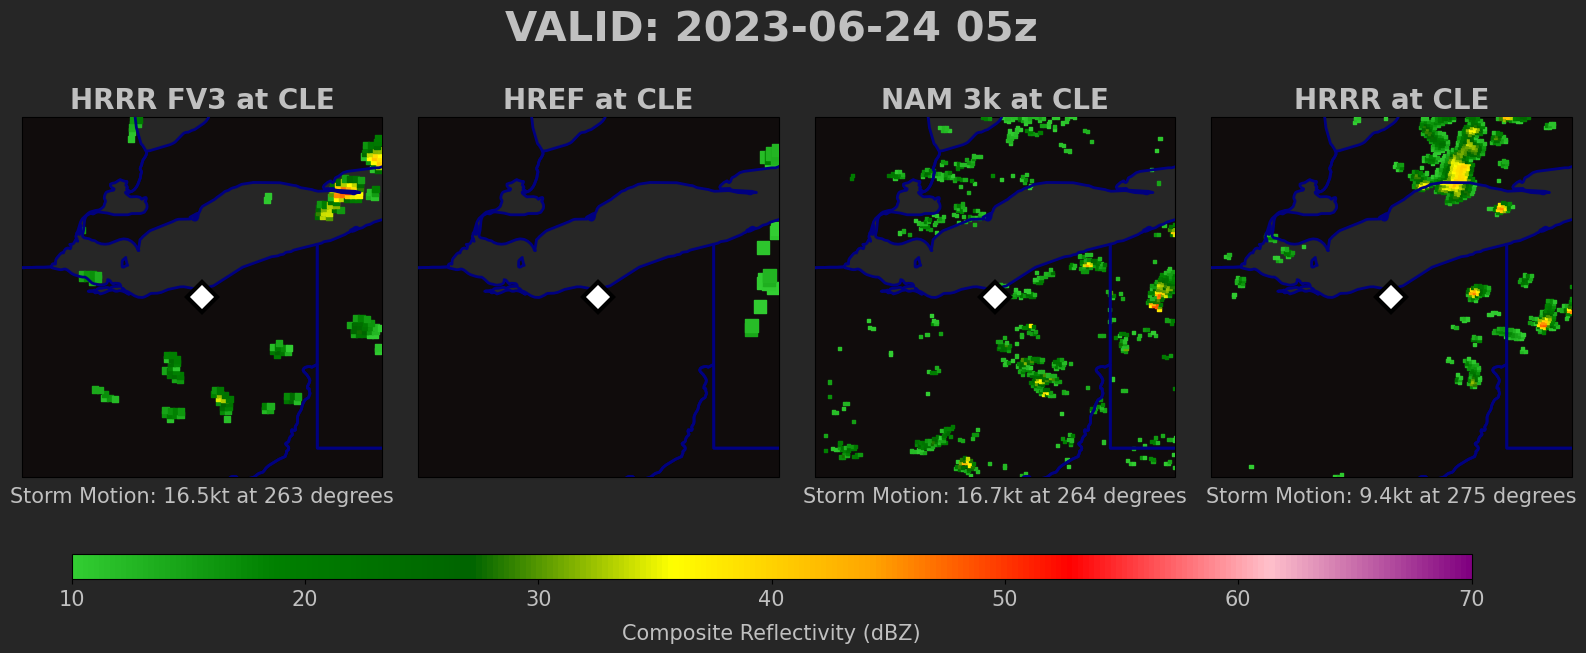 VALID: 2023-06-24 05z
HRRR FV3 at CLE
HREF at CLE
NAM 3k at CLE
HRRR at CLE
Storm Motion: 16.5kt at 263 degrees
Storm Motion: 16.7kt at 264 degrees
Storm Motion: 9.4kt at 275 degrees
10 20 30 40 50 60 70
Composite Reflectivity (dBZ)